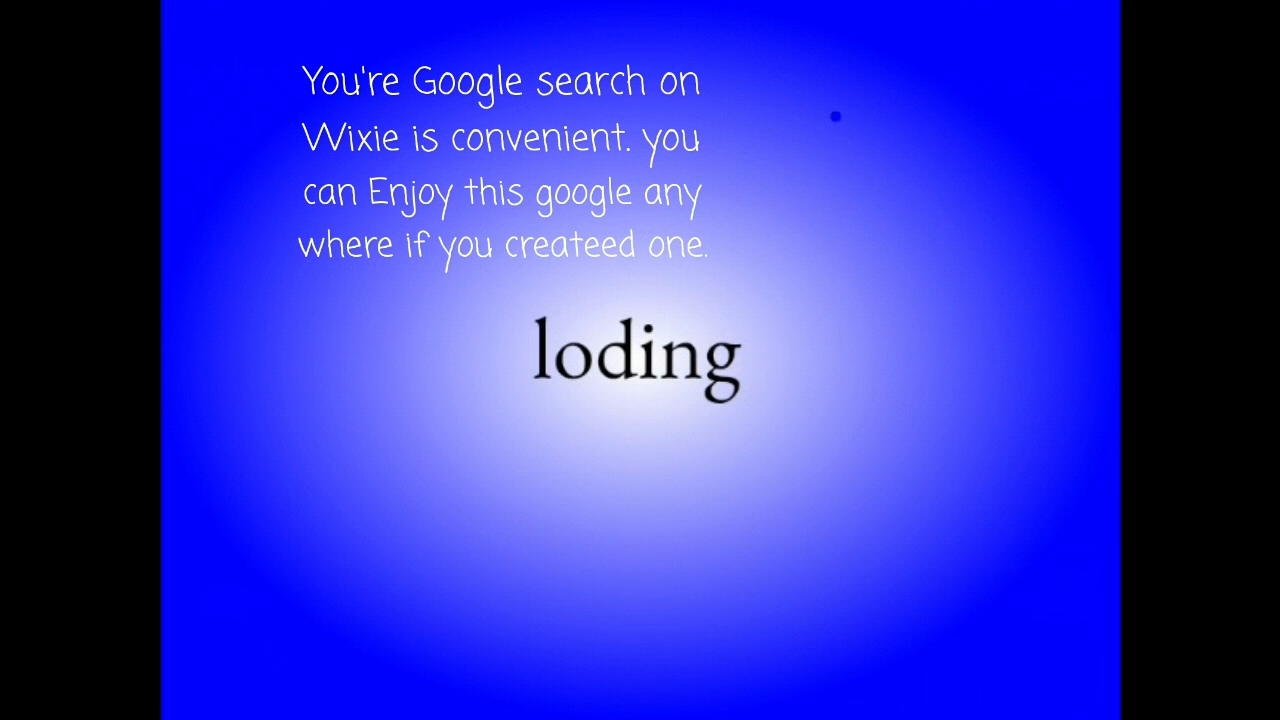 You're Google search on
Wixie is convenient. you
can Enjoy this google any
where if you createed one.
loding